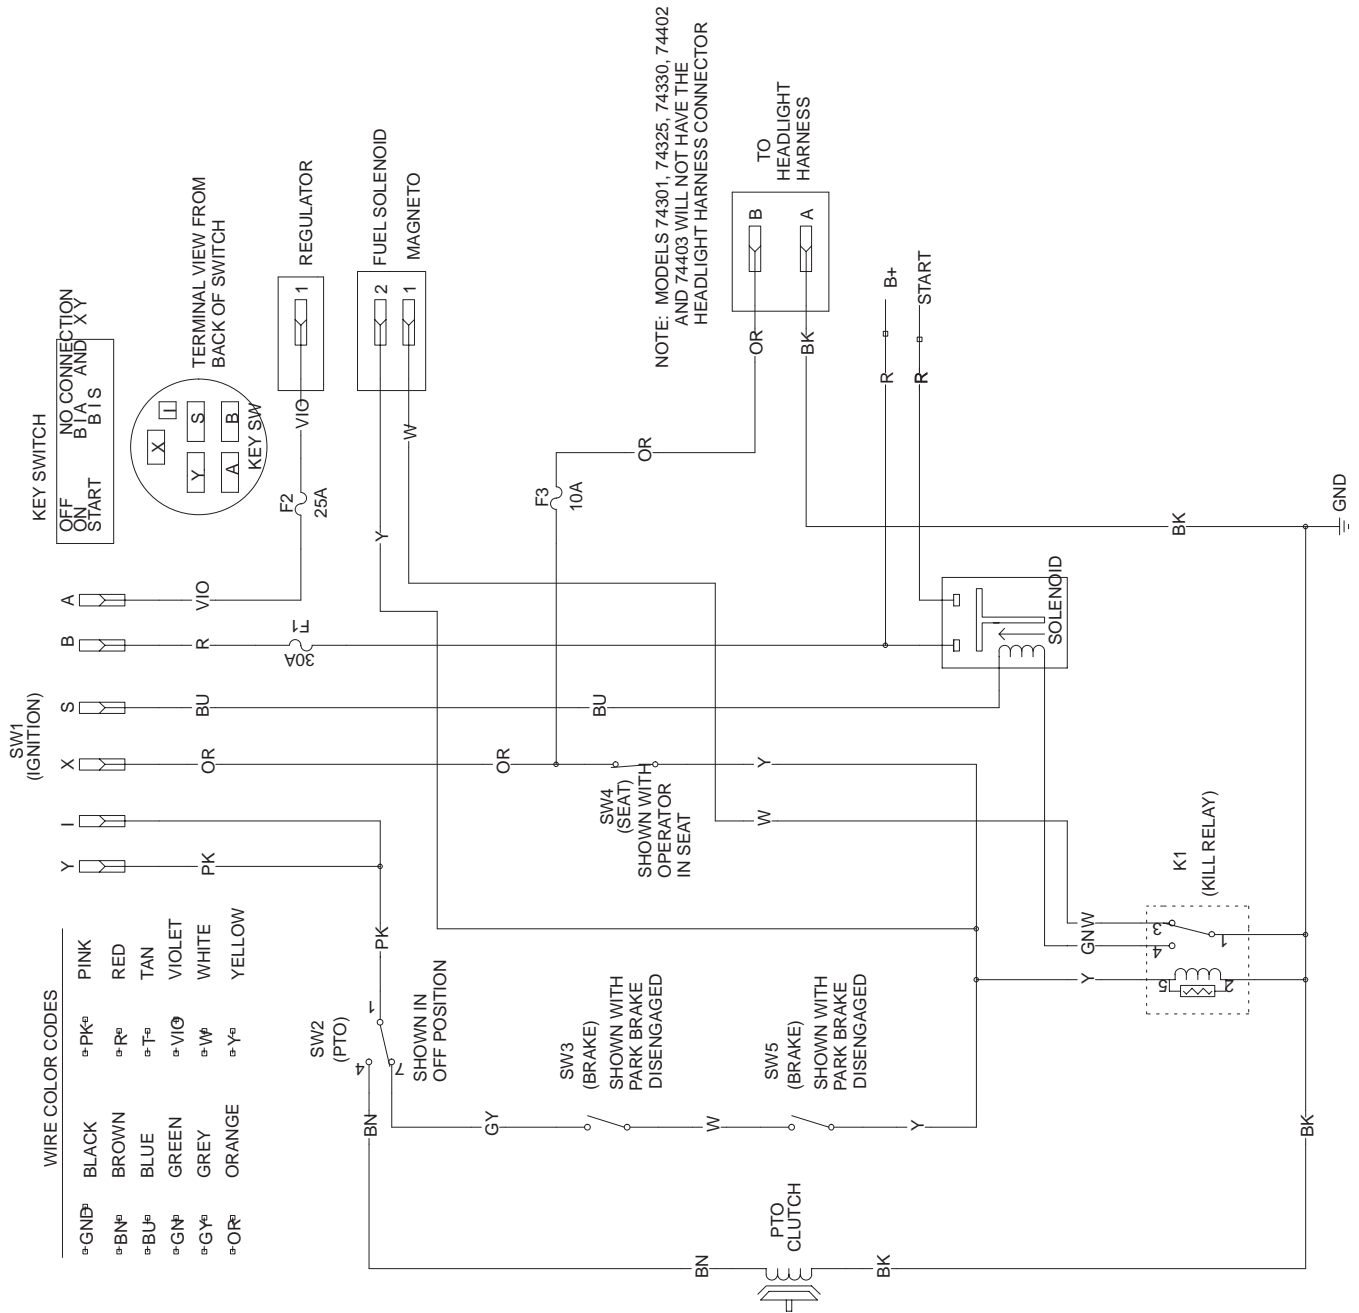 KEY SWITCH
OFF NO CONNECTION
ON B I A AND X Y
START B I S
TERMINAL VIEW FROM
BACK OF SWITCH
X
I
Y
S
A
B
KEY SW
SW1
(IGNITION)
A
B
S
X
I
Y
VIO
R
BU
OR
PK
F1
30A
F2
25A
VIO
REGULATOR
1
FUEL SOLENOID
2
MAGNETO
1
Y
W
NOTE: MODELS 74301, 74325, 74330, 74402
AND 74403 WILL NOT HAVE THE
HEADLIGHT HARNESS CONNECTOR
TO
HEADLIGHT
HARNESS
B
A
OR
BK
F3
10A
OR
B+
R
START
R
SOLENOID
BU
OR
SW4
(SEAT)
SHOWN WITH
OPERATOR
IN SEAT
Y
W
BK
GND
K1
(KILL RELAY)
W
GN
3
4
1
5
2
Y
WIRE COLOR CODES
GND BLACK
BN BROWN
BU BLUE
GN GREEN
GY GREY
OR ORANGE
PK PINK
R RED
T TAN
VIO VIOLET
W WHITE
Y YELLOW
PK
SW2
(PTO)
1
4
7
SHOWN IN
OFF POSITION
BN
GY
SW3
(BRAKE)
SHOWN WITH
PARK BRAKE
DISENGAGED
W
SW5
(BRAKE)
SHOWN WITH
PARK BRAKE
DISENGAGED
Y
BN
PTO
CLUTCH
BK
BK